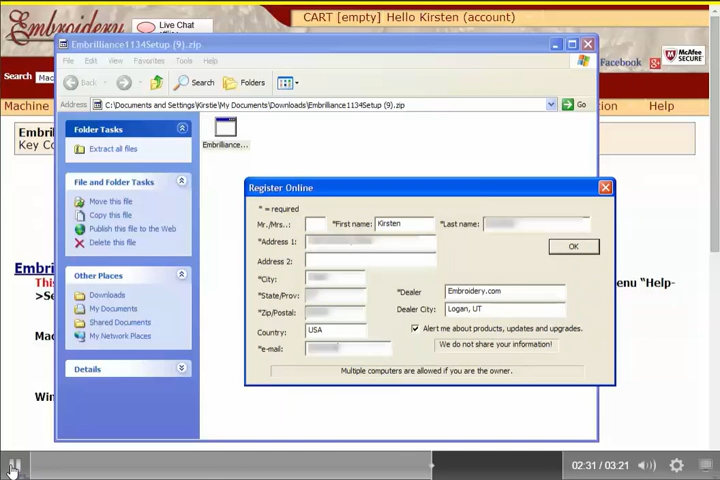 CART [empty] Hello Kirsten (account)
Embroidery
Live Chat
Embrilliance1134Setup (9).zip
File Edit View Favorites Tools Help
Facebook
McAfee SECURE
Back
Search
Folders
Search
Address
C:\Documents and Settings\Kirstie\My Documents\Downloads\Embrilliance1134Setup (9).zip
Go
Machine
Help
Folder Tasks
Extract all files
Embrilliance...
File and Folder Tasks
Move this file
Copy this file
Publish this file to the Web
Delete this file
Other Places
Downloads
My Documents
Shared Documents
My Network Places
Details
Register Online
* = required
Mr./Mrs..:
*First name:
Kirsten
*Last name:
*Address 1:
OK
Address 2:
*City:
*State/Prov:
*Dealer
Embroidery.com
*Zip/Postal:
Dealer City:
Logan, UT
Country:
USA
Alert me about products, updates and upgrades.
*e-mail:
We do not share your information!
Multiple computers are allowed if you are the owner.
Key Co
menu "Help-
>S
02:31 / 03:21